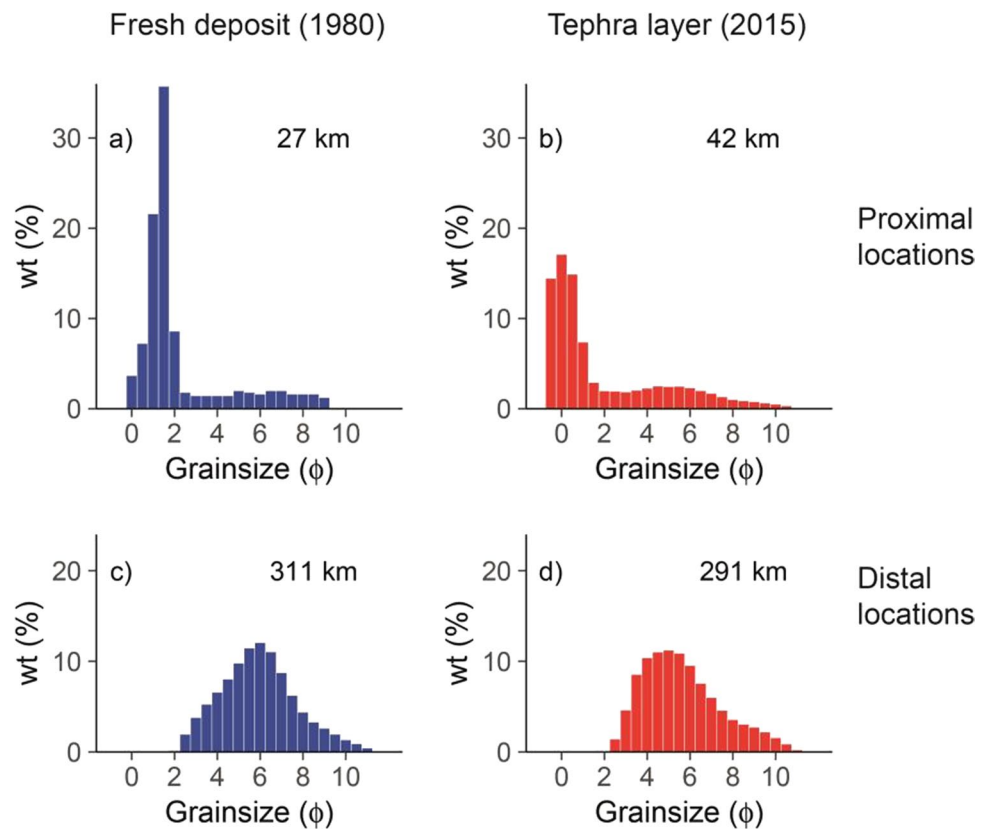 Fresh deposit (1980)
Tephra layer (2015)
a)
27 km
30
20
10
0
wt (%)
0 2 4 6 8 10
Grainsize (ϕ)
b)
42 km
30
20
10
0
wt (%)
0 2 4 6 8 10
Grainsize (ϕ)
Proximal
locations
c)
311 km
20
10
0
wt (%)
0 2 4 6 8 10
Grainsize (ϕ)
d)
291 km
20
10
0
wt (%)
0 2 4 6 8 10
Grainsize (ϕ)
Distal
locations